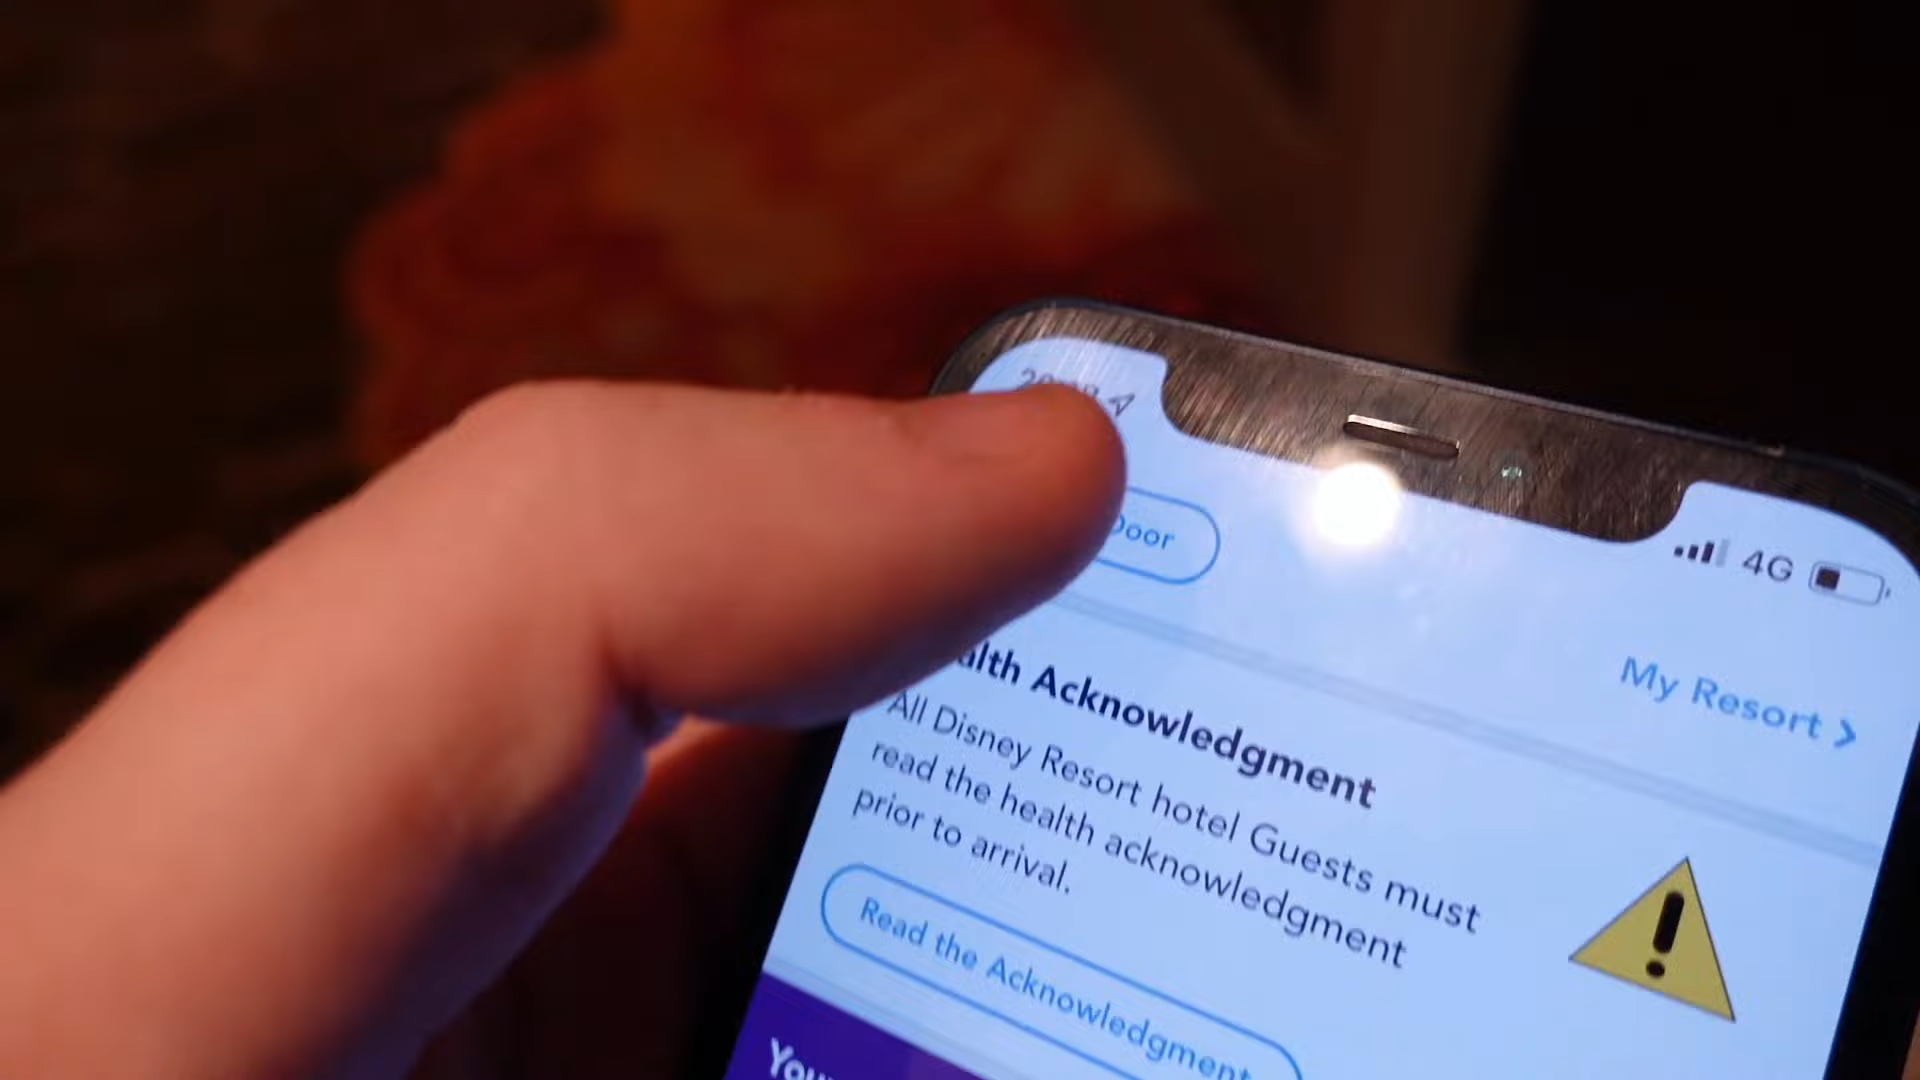 4G
Door
My Resort
alth Acknowledgment
All Disney Resort hotel Guests must
read the health acknowledgment
prior to arrival.
Read the Acknowledgment